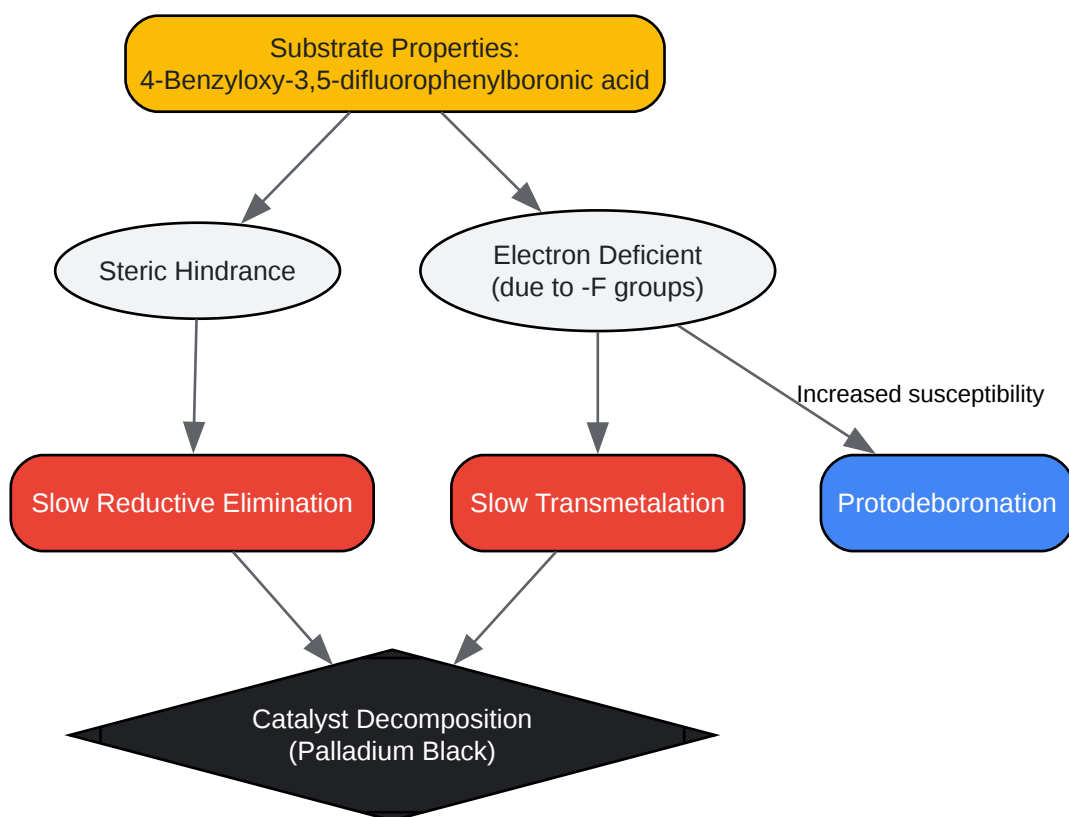 Substrate Properties:
4-Benzyloxy-3,5-difluorophenylboronic acid
Steric Hindrance
Electron Deficient
(due to -F groups)
Increased susceptibility
Slow Reductive Elimination
Slow Transmetalation
Protodeboronation
Catalyst Decomposition
(Palladium Black)